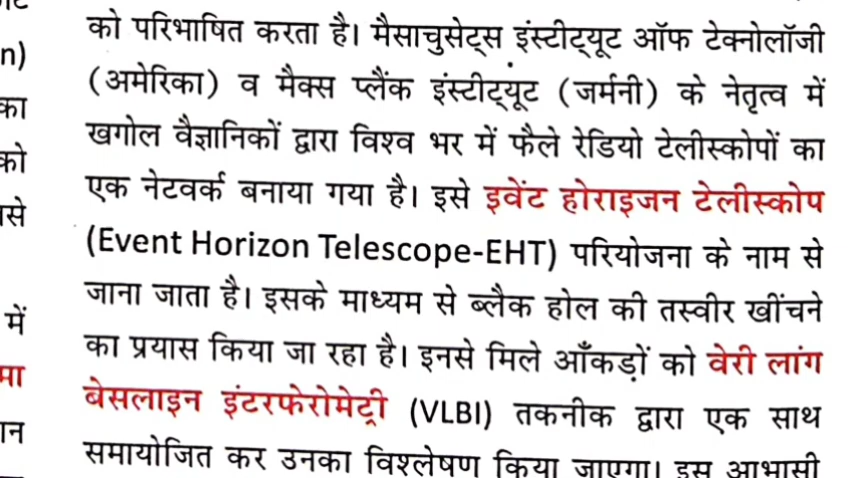 n)
का
को
से
में
मा
ान
को परिभाषित करता है। मैसाचुसेट्स इंस्टीट्यूट ऑफ टेक्नोलॉजी
(अमेरिका) व मैक्स प्लैंक इंस्टीट्यूट (जर्मनी) के नेतृत्व में
खगोल वैज्ञानिकों द्वारा विश्व भर में फैले रेडियो टेलीस्कोपों का
एक नेटवर्क बनाया गया है। इसे इवेंट होराइजन टेलीस्कोप
(Event Horizon Telescope-EHT) परियोजना के नाम से
जाना जाता है। इसके माध्यम से ब्लैक होल की तस्वीर खींचने
का प्रयास किया जा रहा है। इनसे मिले आँकड़ों को वेरी लांग
बेसलाइन इंटरफेरोमेट्री (VLBI) तकनीक द्वारा एक साथ
समायोजित कर उनका विश्लेषण किया जाएगा। इस आभासी